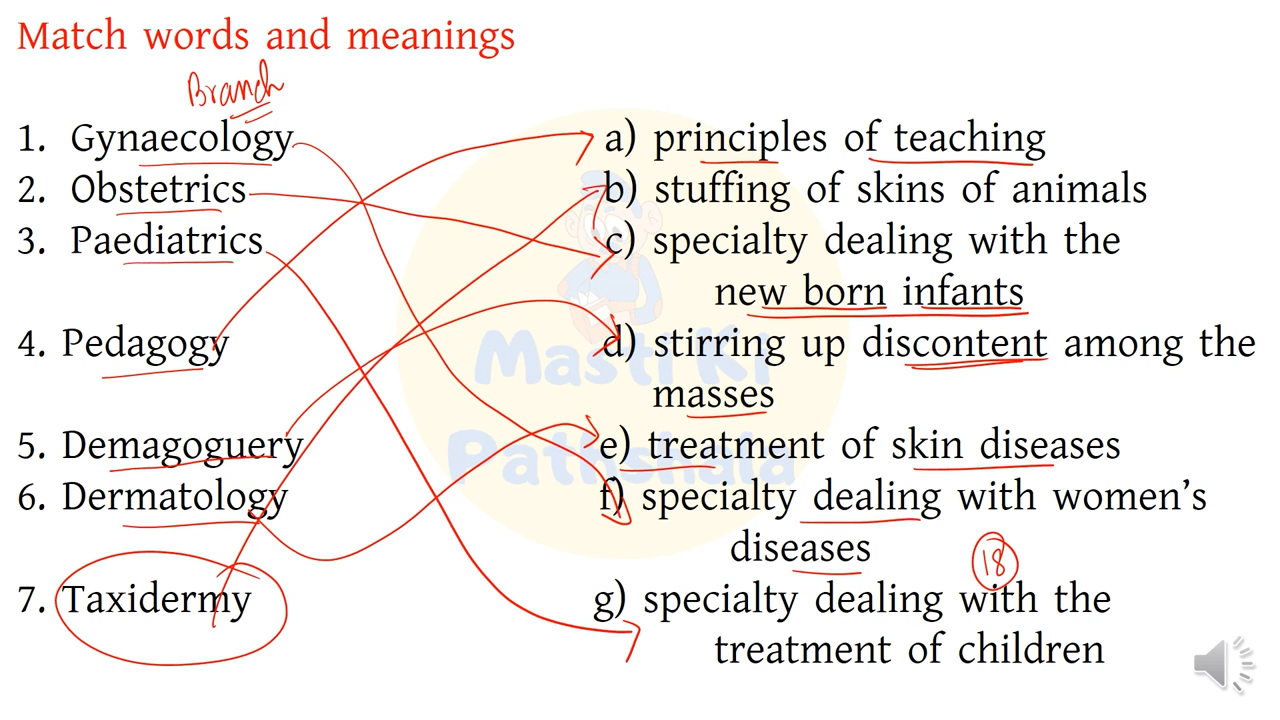 Match words and meanings
Branch
1. Gynaecology
2. Obstetrics
3. Paediatrics
4. Pedagogy
5. Demagoguery
6. Dermatology
7. Taxidermy
a) principles of teaching
b) stuffing of skins of animals
c) specialty dealing with the
new born infants
d) stirring up discontent among the
masses
e) treatment of skin diseases
f) specialty dealing with women's
diseases
18
g) specialty dealing with the
treatment of children
Masti Ki
Pathshala